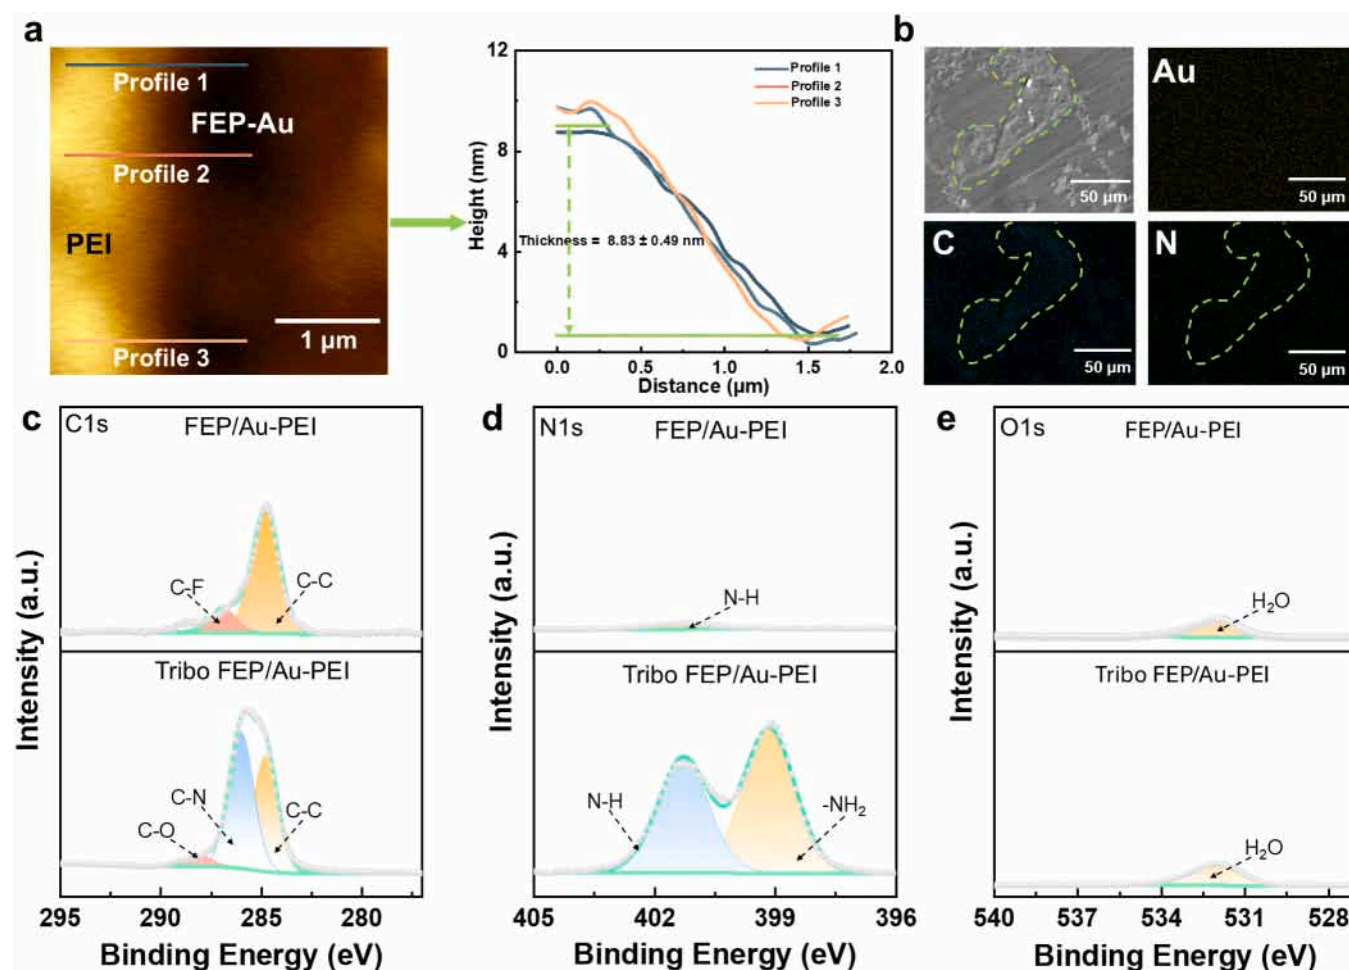 a
Profile 1
FEP-Au
Profile 2
PEI
1 µm
Profile 3
12
8
4
0
Height (nm)
Profile 1
Profile 2
Profile 3
Thickness = 8.83 ± 0.49 nm
0.0 0.5 1.0 1.5 2.0
Distance (µm)
b
50 µm
Au
50 µm
C
50 µm
N
50 µm
c
C1s
FEP/Au-PEI
C-F
C-C
Tribo FEP/Au-PEI
C-N
C-O
C-C
Intensity (a.u.)
295 290 285 280
Binding Energy (eV)
d
N1s
FEP/Au-PEI
N-H
Tribo FEP/Au-PEI
N-H
-NH₂
Intensity (a.u.)
405 402 399 396
Binding Energy (eV)
e
O1s
FEP/Au-PEI
H₂O
Tribo FEP/Au-PEI
H₂O
Intensity (a.u.)
540 537 534 531 528
Binding Energy (eV)